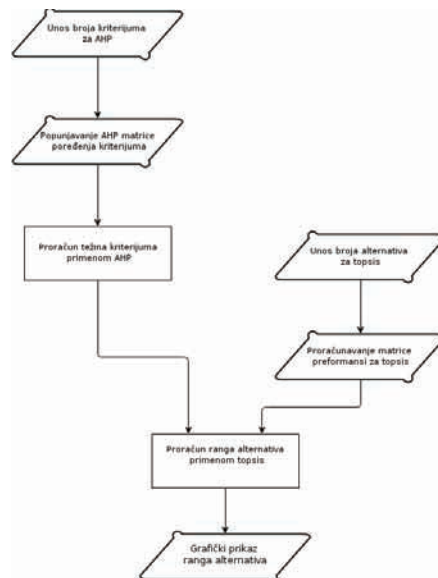 Unos broja kriterijuma
za AHP
Popunjavanje AHP matrice
poređenja kriterijuma
Proračun težina kriterijuma
primenom AHP
Unos broja alternativa
za topsis
Proračunavanje matrice
preformansi za topsis
Proračun ranga alternativa
primenom topsis
Grafički prikaz
ranga alternativa